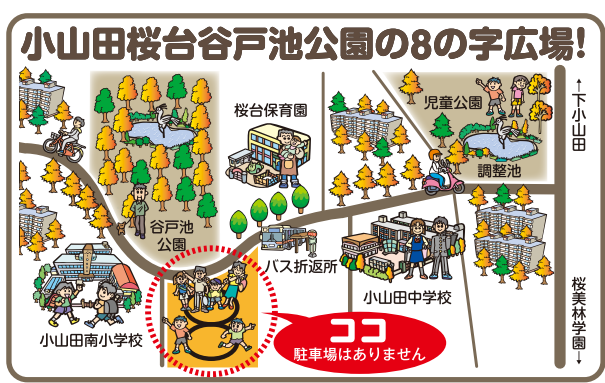 小山田桜台谷戸池公園の8の字広場!
桜台保育園
児童公園
調整池
←下小山田
谷戸池
公園
バス折返所
小山田中学校
小山田南小学校
ココ
駐車場はありません
桜美林学園→